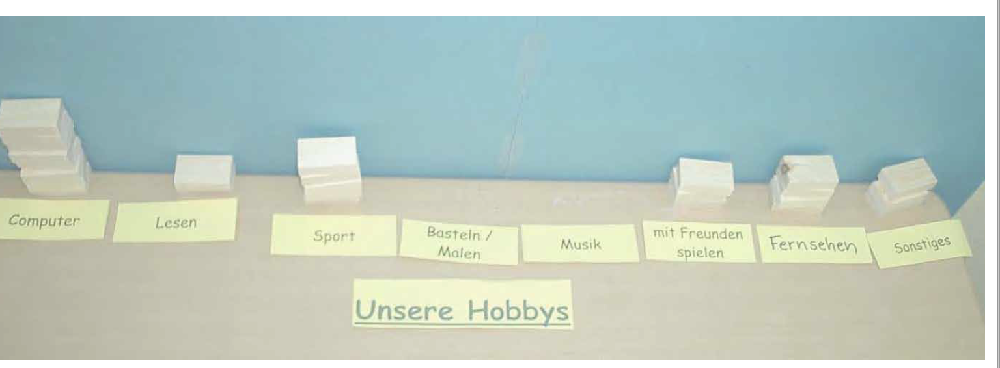 Computer
Lesen
Sport
Basteln /
Malen
Musik
mit Freunden
spielen
Fernsehen
Sonstiges
Unsere Hobbys